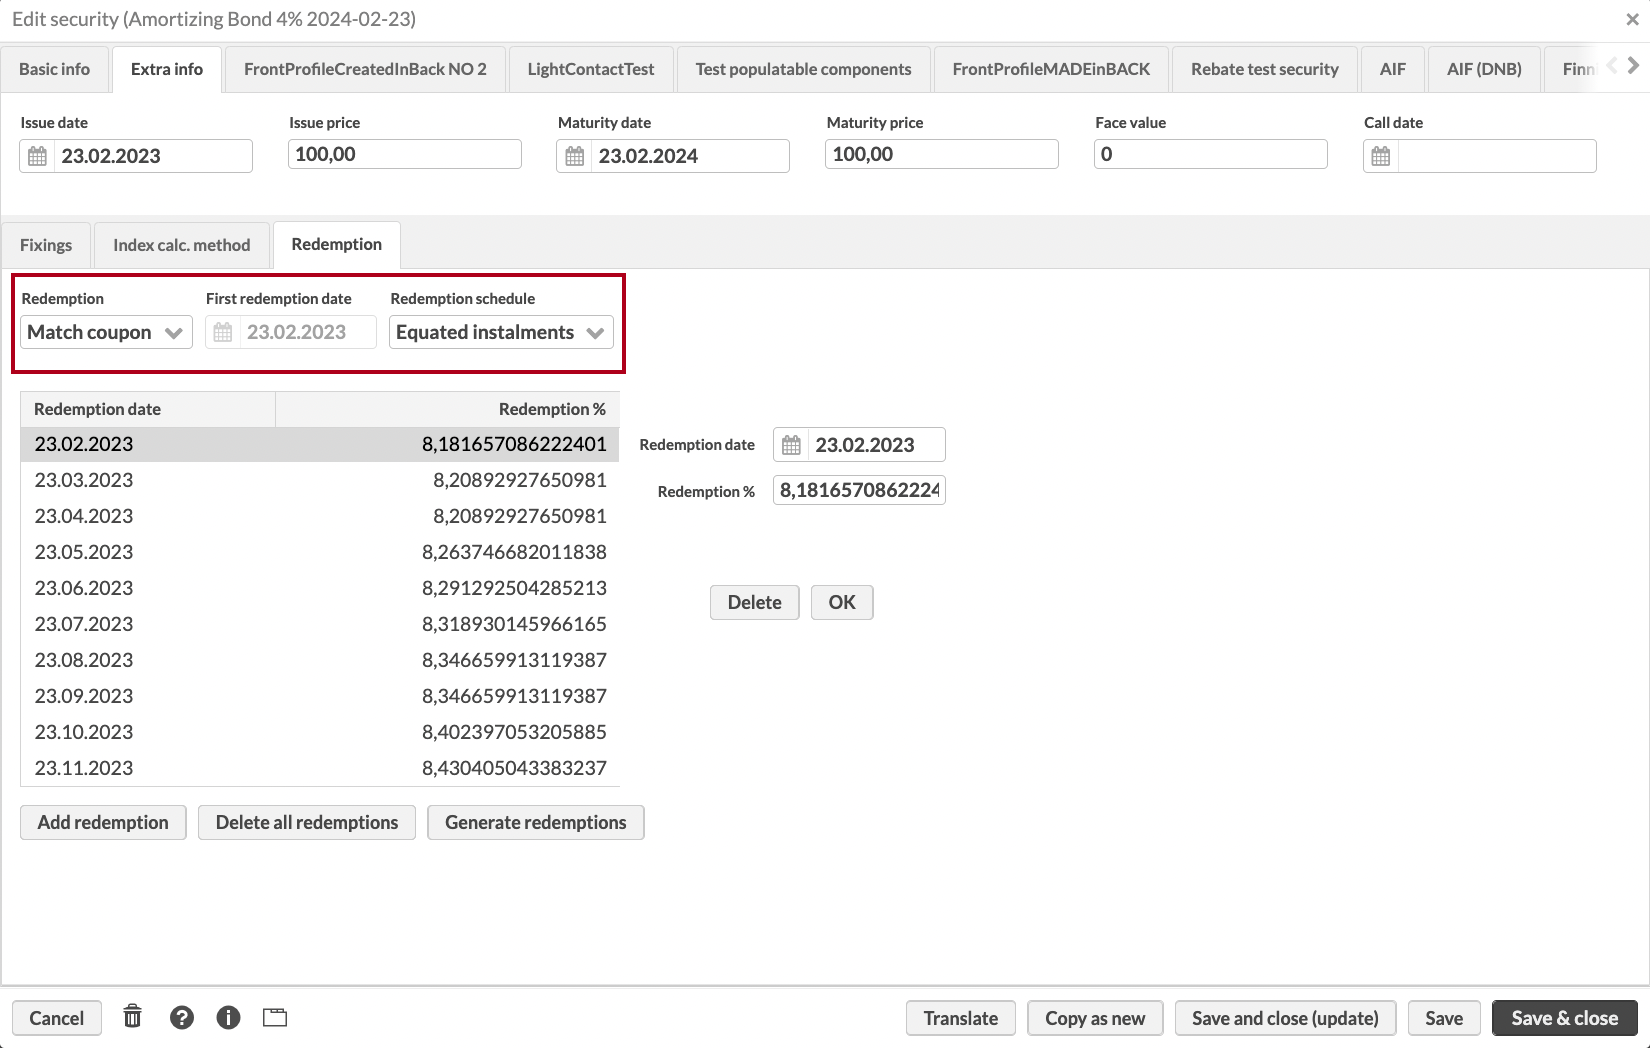 Edit security (Amortizing Bond 4% 2024-02-23)
Basic info Extra info FrontProfileCreatedInBack NO 2 LightContactTest Test populatable components FrontProfileMADEinBACK Rebate test security AIF AIF (DNB) Finn
Issue date Issue price Maturity date Maturity price Face value Call date
23.02.2023 100,00 23.02.2024 100,00 0
Fixings Index calc. method Redemption
Redemption First redemption date Redemption schedule
Match coupon 23.02.2023 Equated instalments
Redemption date Redemption %
23.02.2023 8,181657086222401
23.03.2023 8,20892927650981
23.04.2023 8,20892927650981
23.05.2023 8,263746682011838
23.06.2023 8,291292504285213
23.07.2023 8,318930145966165
23.08.2023 8,346659913119387
23.09.2023 8,346659913119387
23.10.2023 8,402397053205885
23.11.2023 8,430405043383237
Redemption date 23.02.2023
Redemption % 8,1816570862224
Delete OK
Add redemption Delete all redemptions Generate redemptions
Cancel Translate Copy as new Save and close (update) Save Save & close